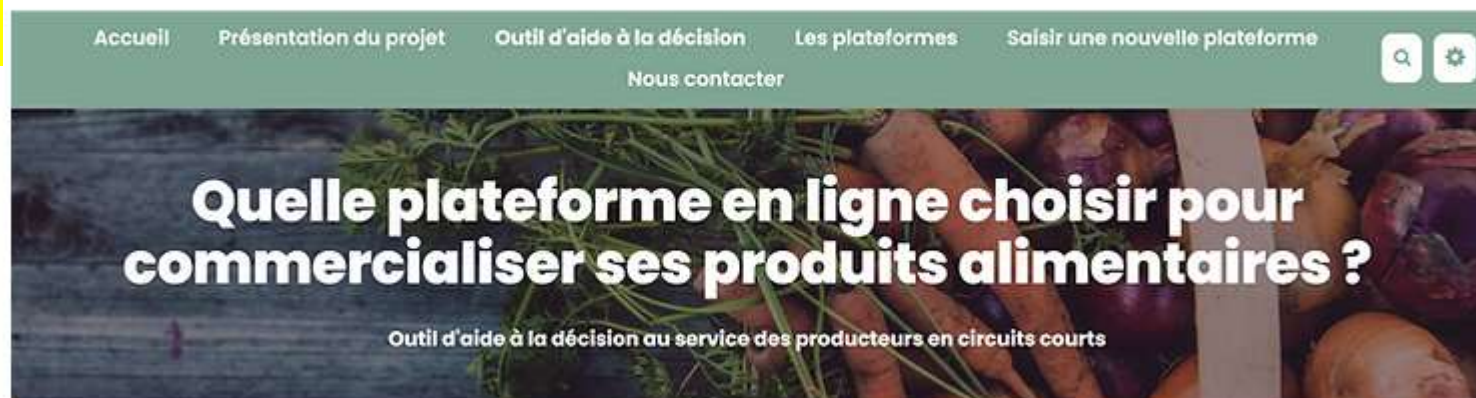 Accueil Présentation du projet Outil d'aide à la décision Les plateformes Saisir une nouvelle plateforme
Nous contacter
Quelle plateforme en ligne choisir pour
commercialiser ses produits alimentaires ?
Outil d'aide à la décision au service des producteurs en circuits courts